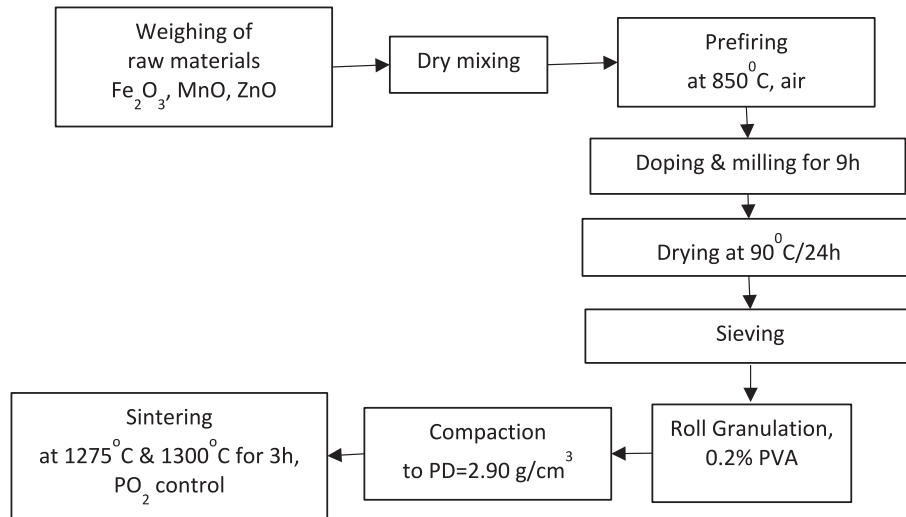 Weighing of
raw materials
Fe₂O₃, MnO, ZnO
Dry mixing
Prefiring
at 850⁰C, air
Doping & milling for 9h
Drying at 90⁰C/24h
Sieving
Roll Granulation,
0.2% PVA
Compaction
to PD=2.90 g/cm³
Sintering
at 1275°C & 1300°C for 3h,
PO₂ control